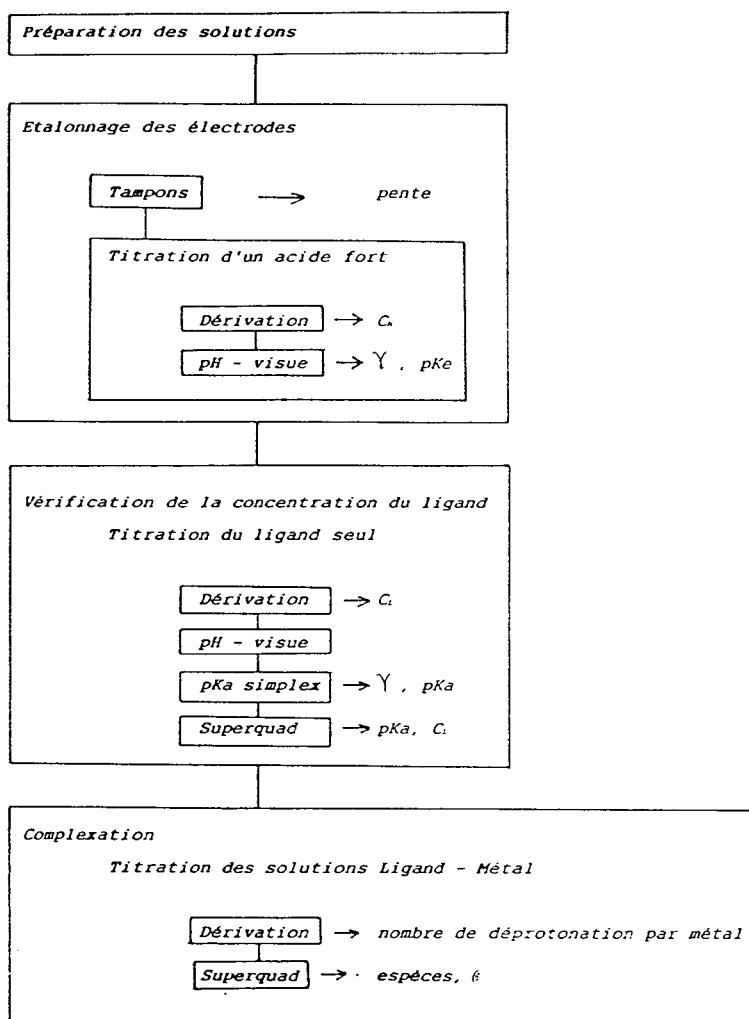 Préparation des solutions
Etalonnage des électrodes
Tampons → pente
Titration d'un acide fort
Dérivation →
pH - visue → γ , pKe
Vérification de la concentration du ligand
Titration du ligand seul
Dérivation → CL
pH - visue
pKa simplex → γ , pKa
Superquad → pKa, CL
Complexation
Titration des solutions Ligand - Métal
Dérivation → nombre de déprotonation par métal
Superquad → espèces, β